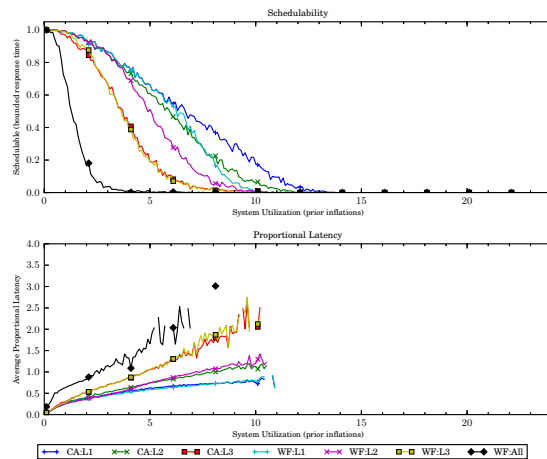 Schedulability
Schedulable (bounded response time)
1.0
0.8
0.6
0.4
0.2
0.0
0 5 10 15 20
System Utilization (prior inflations)
Proportional Latency
Average Proportional Latency
4.0
3.5
3.0
2.5
2.0
1.5
1.0
0.5
0.0
0 5 10 15 20
System Utilization (prior inflations)
CA:L1 CA:L2 CA:L3 WF:L1 WF:L2 WF:L3 WF:All